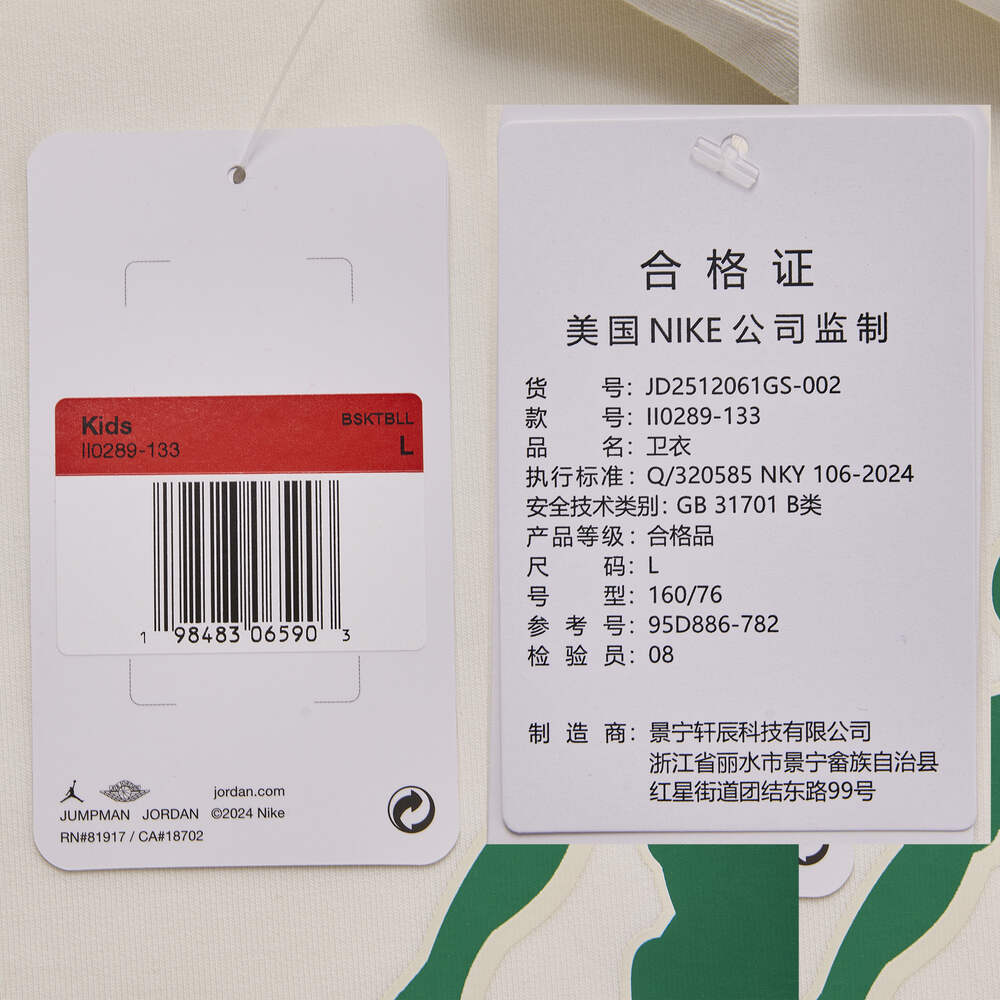 Kids
BSKTBLL
II0289-133
L
1 98483 06590 3
jordan.com
JUMPMAN JORDAN ©2024 Nike
RN#81917 / CA#18702
合格证
美国NIKE公司监制
货号：JD2512061GS-002
款号：II0289-133
品名：卫衣
执行标准：Q/320585 NKY 106-2024
安全技术类别：GB 31701 B类
产品等级：合格品
尺码：L
号型：160/76
参考号：95D886-782
检验员：08
制造商：景宁轩辰科技有限公司
浙江省丽水市景宁畲族自治县
红星街道团结东路99号